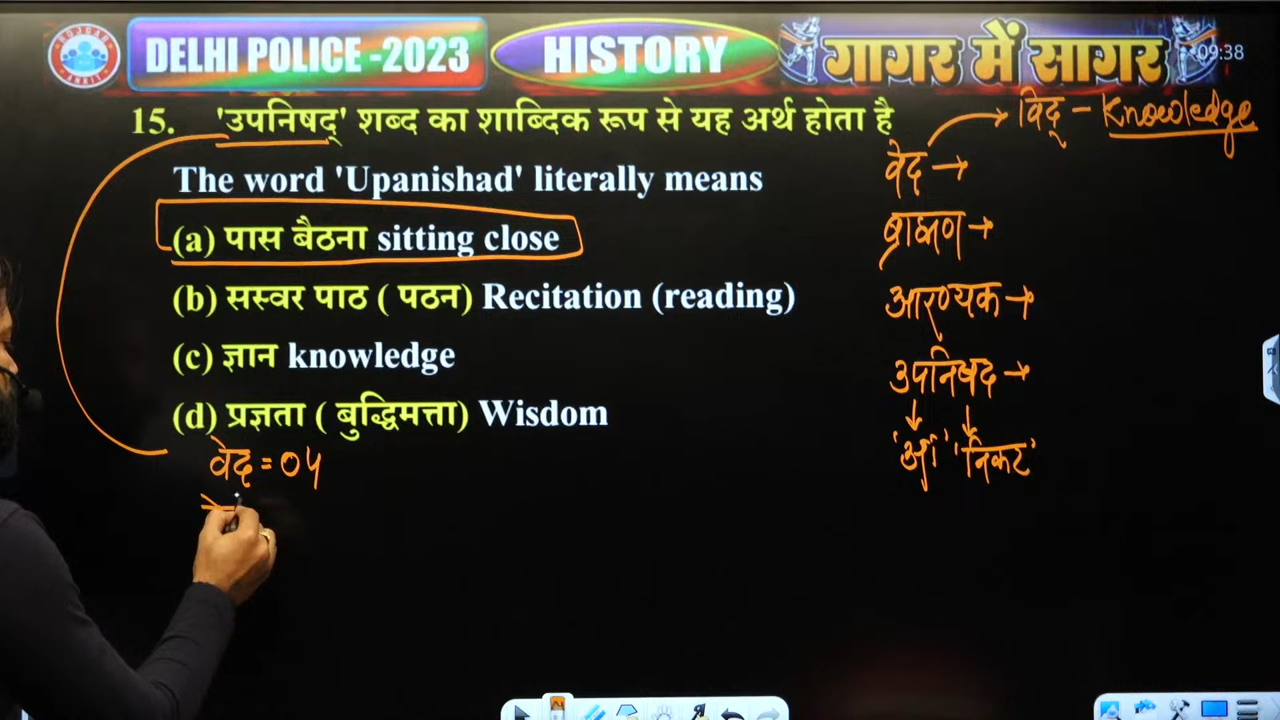 ROJGAR
ANKIT
DELHI POLICE -2023
HISTORY
गागर में सागर
09:38
15. 'उपनिषद्' शब्द का शाब्दिक रूप से यह अर्थ होता है
The word 'Upanishad' literally means
(a) पास बैठना sitting close
(b) सस्वर पाठ ( पठन) Recitation (reading)
(c) ज्ञान knowledge
(d) प्रज्ञता ( बुद्धिमत्ता) Wisdom
वेद = 04
विद् - Knowledge
वेद →
ब्राह्मण →
आरण्यक →
उपनिषद →
'निकट'